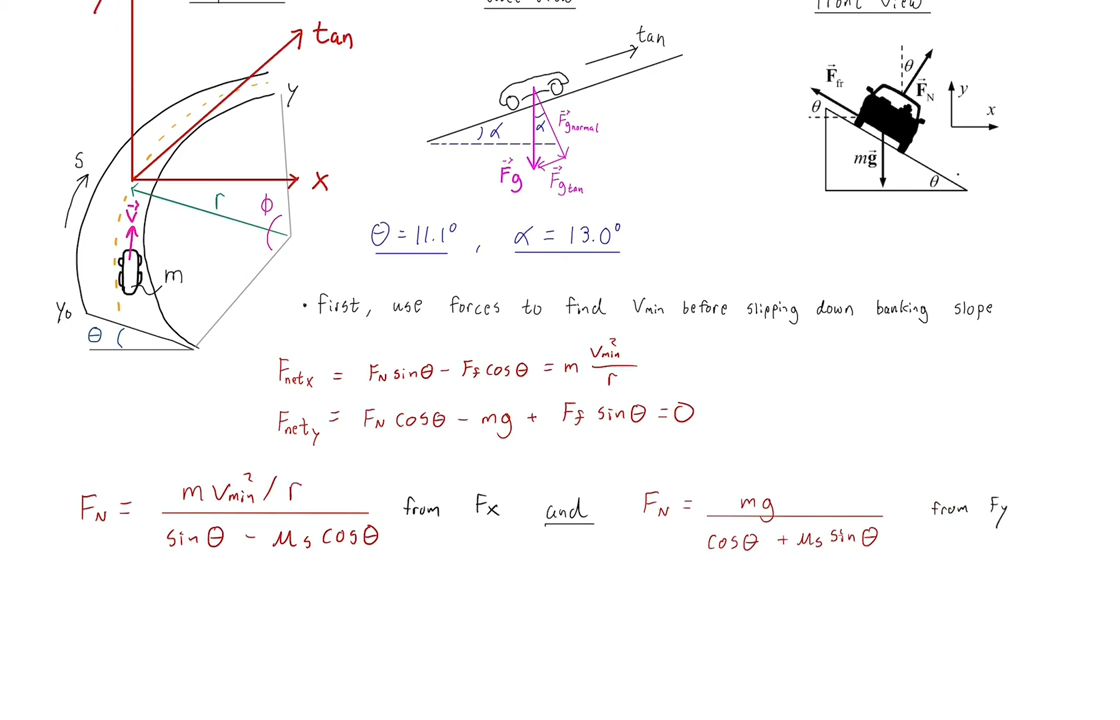 tan
S
r
φ
x
y
v⃗
m
y₀
θ
tan
α
α
F⃗g normal
F⃗g
F⃗g tan
F⃗fr
θ
θ
F⃗N
mg⃗
θ
y
x
θ = 11.1° , α = 13.0°
• First, use forces to find Vmin before slipping down banking slope
Fnetx = FN sinθ - Ff cosθ = m Vmin²/r
Fnety = FN cosθ - mg + Ff sinθ = 0
FN = (m Vmin²/r)/(sinθ - μs cosθ) from Fx and FN = mg/(cosθ + μs sinθ) from Fy